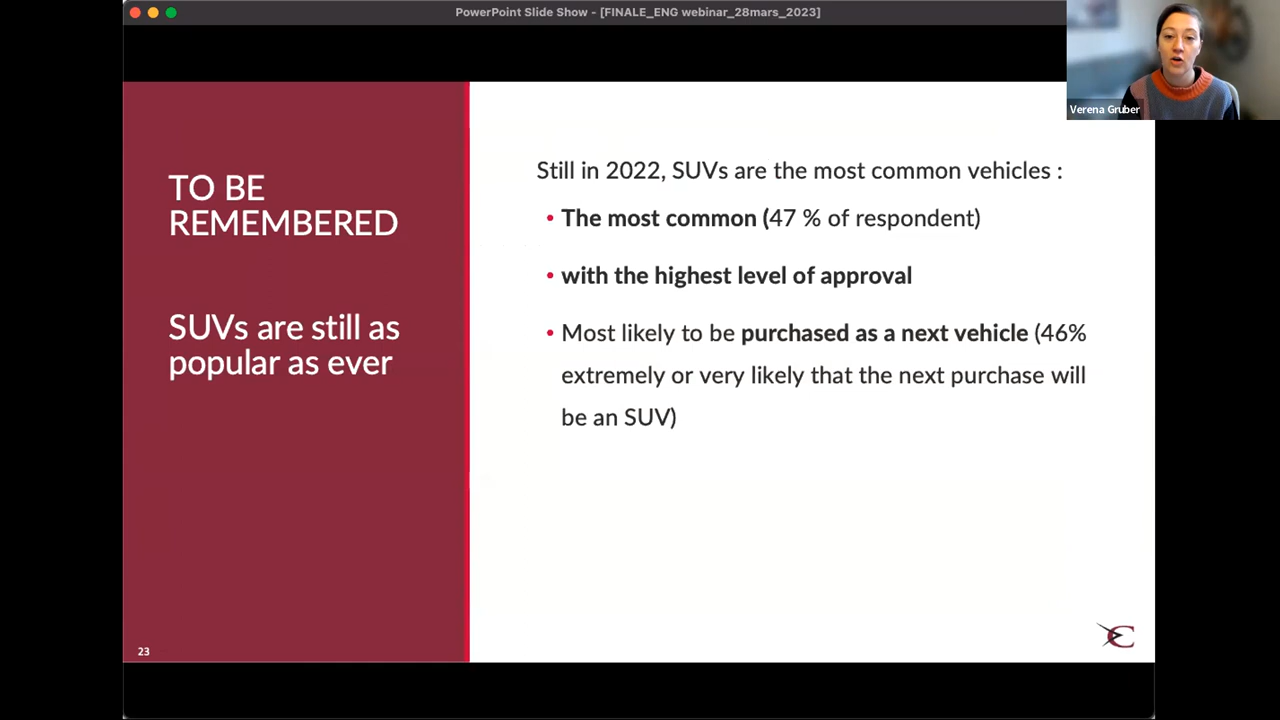 PowerPoint Slide Show - [FINALE_ENG webinar_28mars_2023]
Verena Gruber
TO BE
REMEMBERED
SUVs are still as
popular as ever
Still in 2022, SUVs are the most common vehicles :
• The most common (47 % of respondent)
• with the highest level of approval
• Most likely to be purchased as a next vehicle (46%
extremely or very likely that the next purchase will
be an SUV)
23